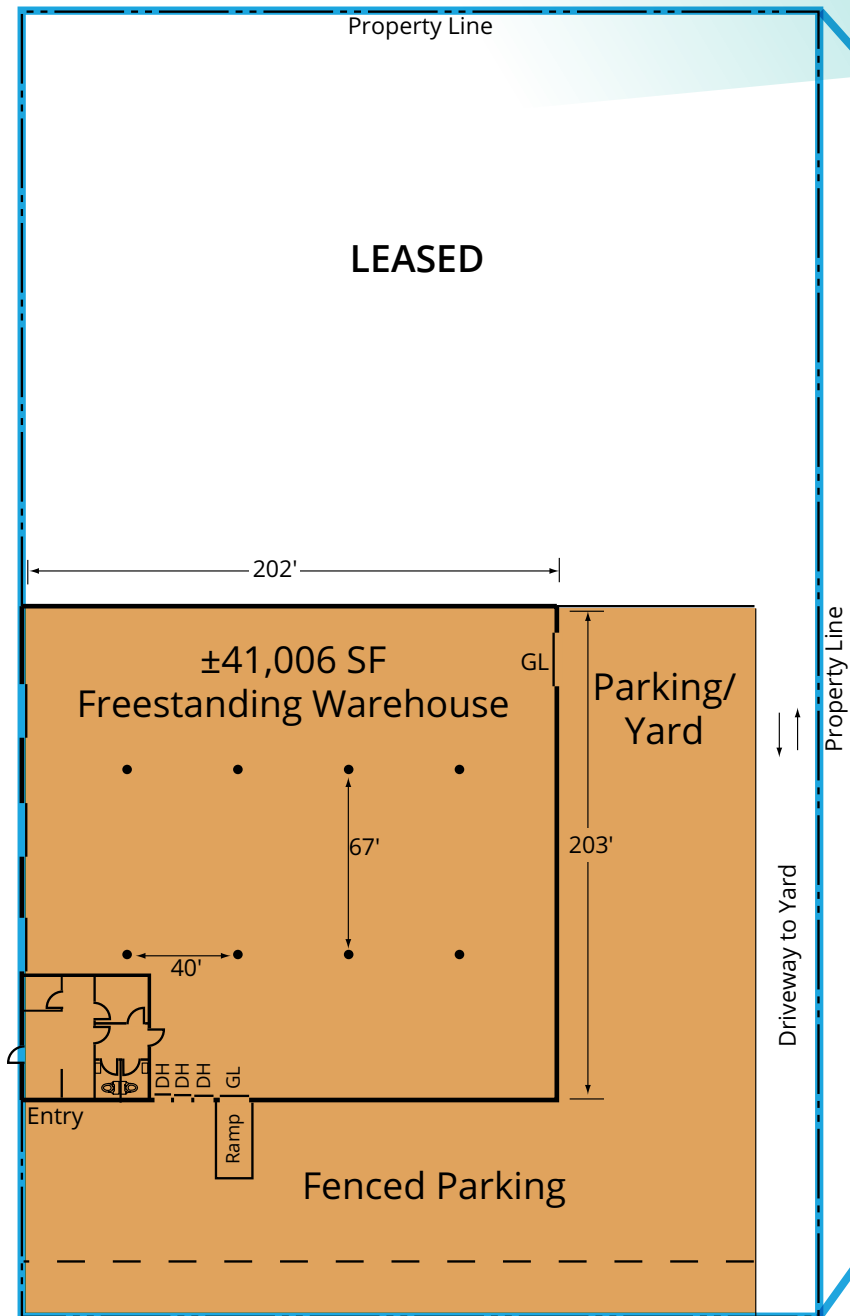 Property Line
LEASED
202'
±41,006 SF
Freestanding Warehouse
GL
Parking/
Yard
Property Line
67'
203'
40'
Driveway to Yard
DH
DH
DH
GL
Entry
Ramp
Fenced Parking